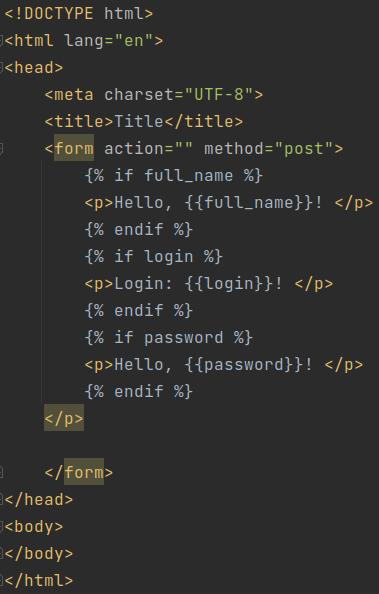 <!DOCTYPE html>
<html lang="en">
<head>
    <meta charset="UTF-8">
    <title>Title</title>
    <form action="" method="post">
        {% if full_name %}
        <p>Hello, {{full_name}}! </p>
        {% endif %}
        {% if login %}
        <p>Login: {{login}}! </p>
        {% endif %}
        {% if password %}
        <p>Hello, {{password}}! </p>
        {% endif %}
    </p>

    </form>
</head>
<body>
</body>
</html>